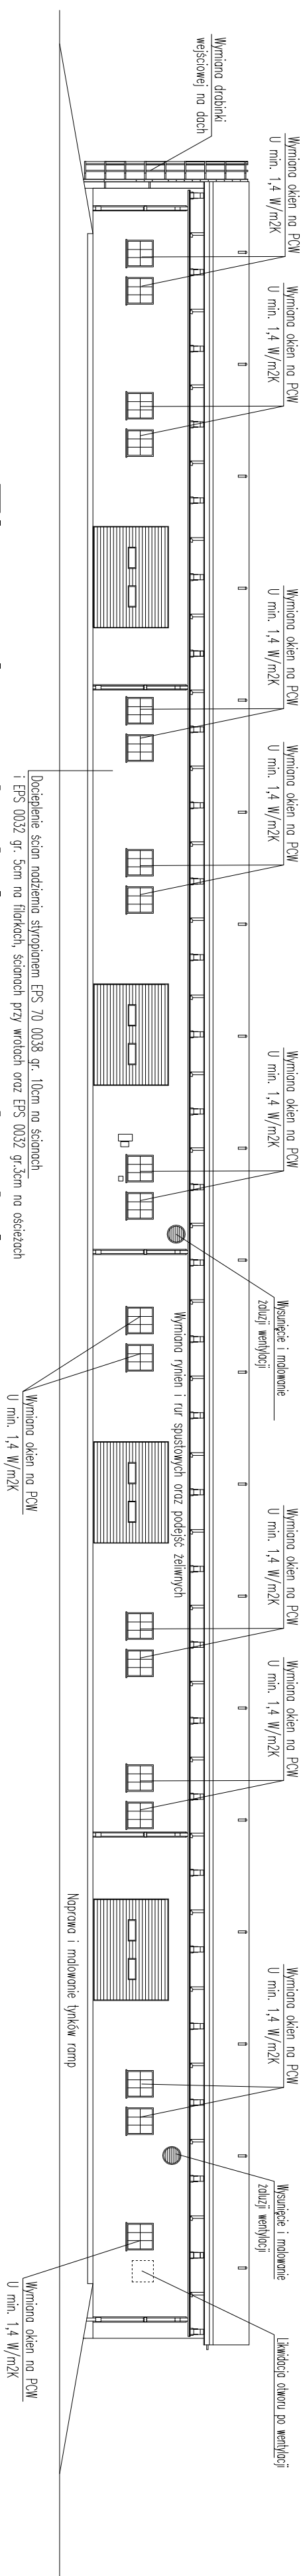 Wymiana drabinki
wejściowej na dach
Wymiana okien na PCW
U min. 1,4 W/m2K
Wymiana okien na PCW
U min. 1,4 W/m2K
Wymiana okien na PCW
U min. 1,4 W/m2K
Wymiana okien na PCW
U min. 1,4 W/m2K
Wymiana okien na PCW
U min. 1,4 W/m2K
Wysunięcie i malowanie
żaluzji wentylacji
Wymiana okien na PCW
U min. 1,4 W/m2K
Wymiana okien na PCW
U min. 1,4 W/m2K
Wymiana okien na PCW
U min. 1,4 W/m2K
Wysunięcie i malowanie
żaluzji wentylacji
Likwidacja otworu po wentylacji
Wymiana rynien i rur spustowych oraz podejść żeliwnych
Docieplenie ścian nadziemia styropianem EPS 70 0038 gr. 10cm na ścianach
i EPS 0032 gr. 5cm na filarkach, ścianach przy wrotach oraz EPS 0032 gr.3cm na ościeżach
Wymiana okien na PCW
U min. 1,4 W/m2K
Naprawa i malowanie tynków ramp
Wymiana okien na PCW
U min. 1,4 W/m2K